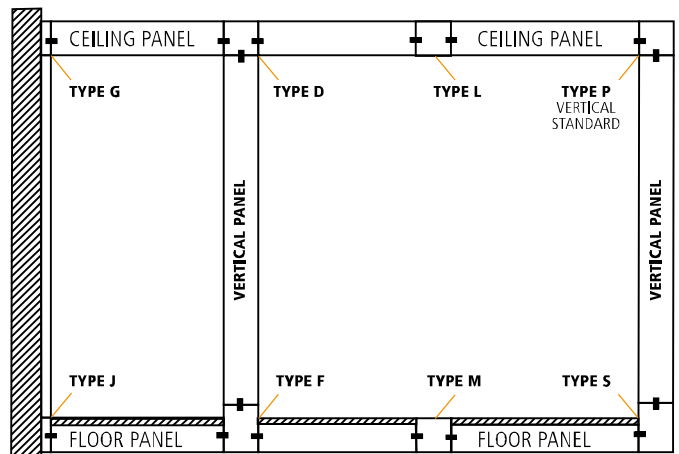 CEILING PANEL
CEILING PANEL
TYPE G
TYPE D
TYPE L
TYPE P
VERTICAL
STANDARD
VERTICAL PANEL
VERTICAL PANEL
TYPE J
TYPE F
TYPE M
TYPE S
FLOOR PANEL
FLOOR PANEL